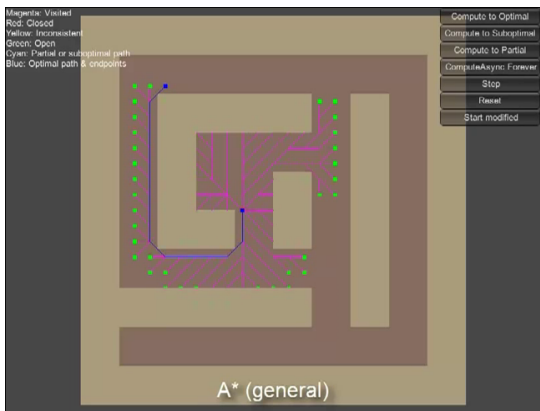 Magenta: Visited
Red: Closed
Yellow: Inconsistent
Green: Open
Cyan: Partial or suboptimal path
Blue: Optimal path & endpoints
Compute to Optimal
Compute to Suboptimal
Compute to Partial
ComputeAsync Forever
Step
Reset
Start modified
A* (general)